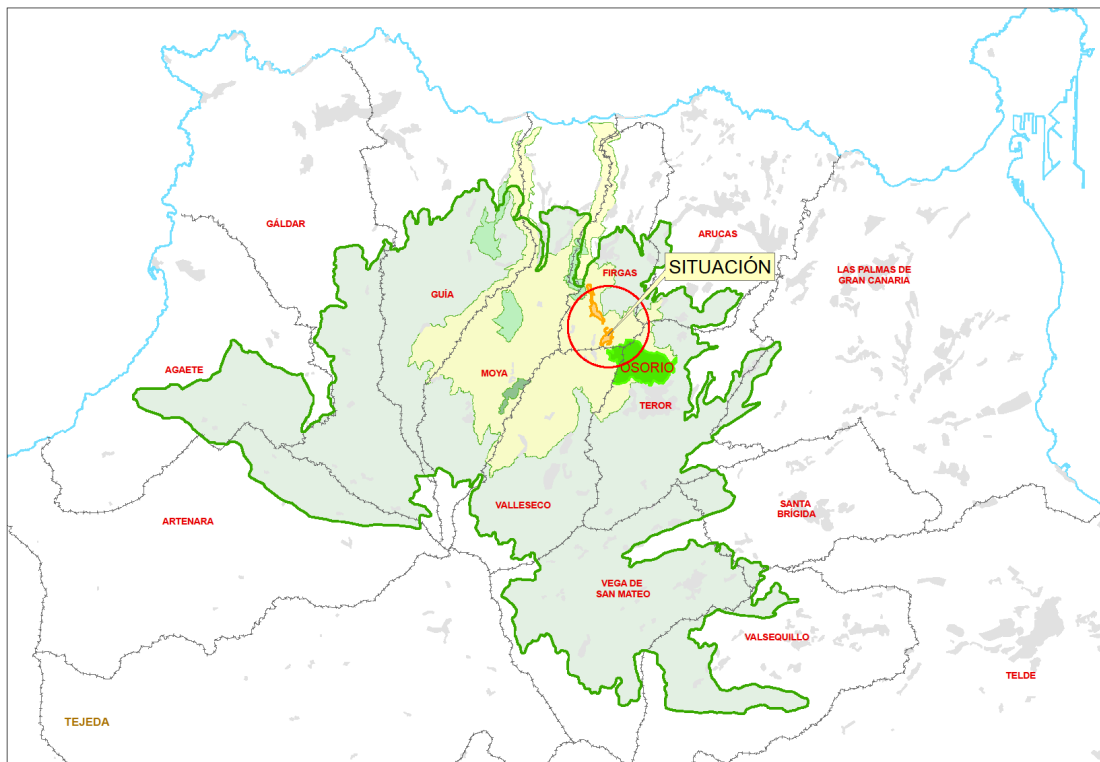 GÁLDAR
ARUCAS
SITUACIÓN
LAS PALMAS DE
GRAN CANARIA
FIRGAS
GUÍA
AGAETE
MOYA
OSORIO
TEROR
VALLESECO
SANTA
BRÍGIDA
ARTENARA
VEGA DE
SAN MATEO
VALSEQUILLO
TELDE
TEJEDA